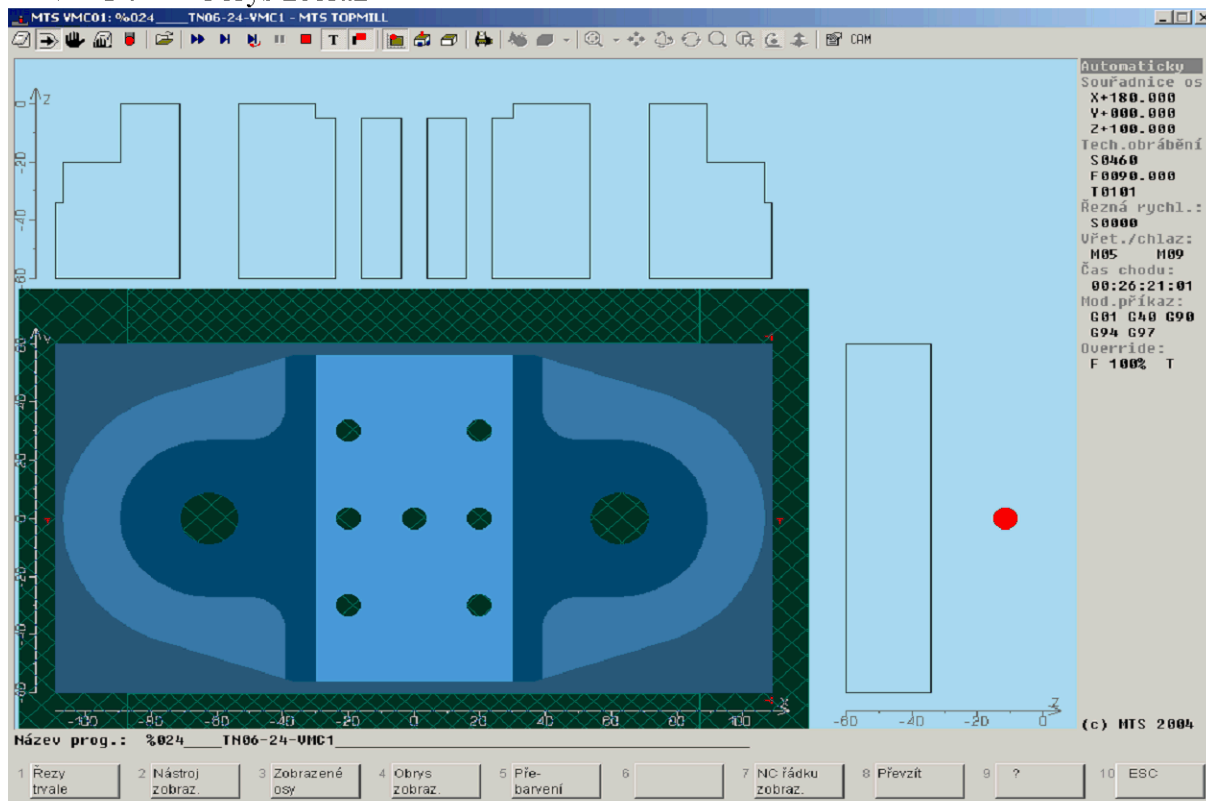 MTS VMC01: %024____TN06-24-VMC1 - MTS TOPMILL
T
CAM
Automaticky
Souřadnice os
X+180.000
Y+000.000
Z+100.000
Tech.obrábění
S0460
F0090.000
T0101
Řezná rychl.:
S0000
Vřet./chlaz:
M05 M09
Čas chodu:
00:26:21:01
Mod.příkaz:
G01 G40 G90
G94 G97
Override:
F 100% T
Z
0
-20
-40
-60
Y
60
40
20
0
-20
-40
-60
-100 -80 -60 -40 -20 0 20 40 60 80 100 X
-60 -40 -20 0 Z
(c) MTS 2004
Název prog.: %024____TN06-24-VMC1
1 Řezy trvale
2 Nástroj zobraz.
3 Zobrazené osy
4 Obrys zobraz.
5 Pře- barvení
6
7 NC řádku zobraz.
8 Převzít
9 ?
10 ESC